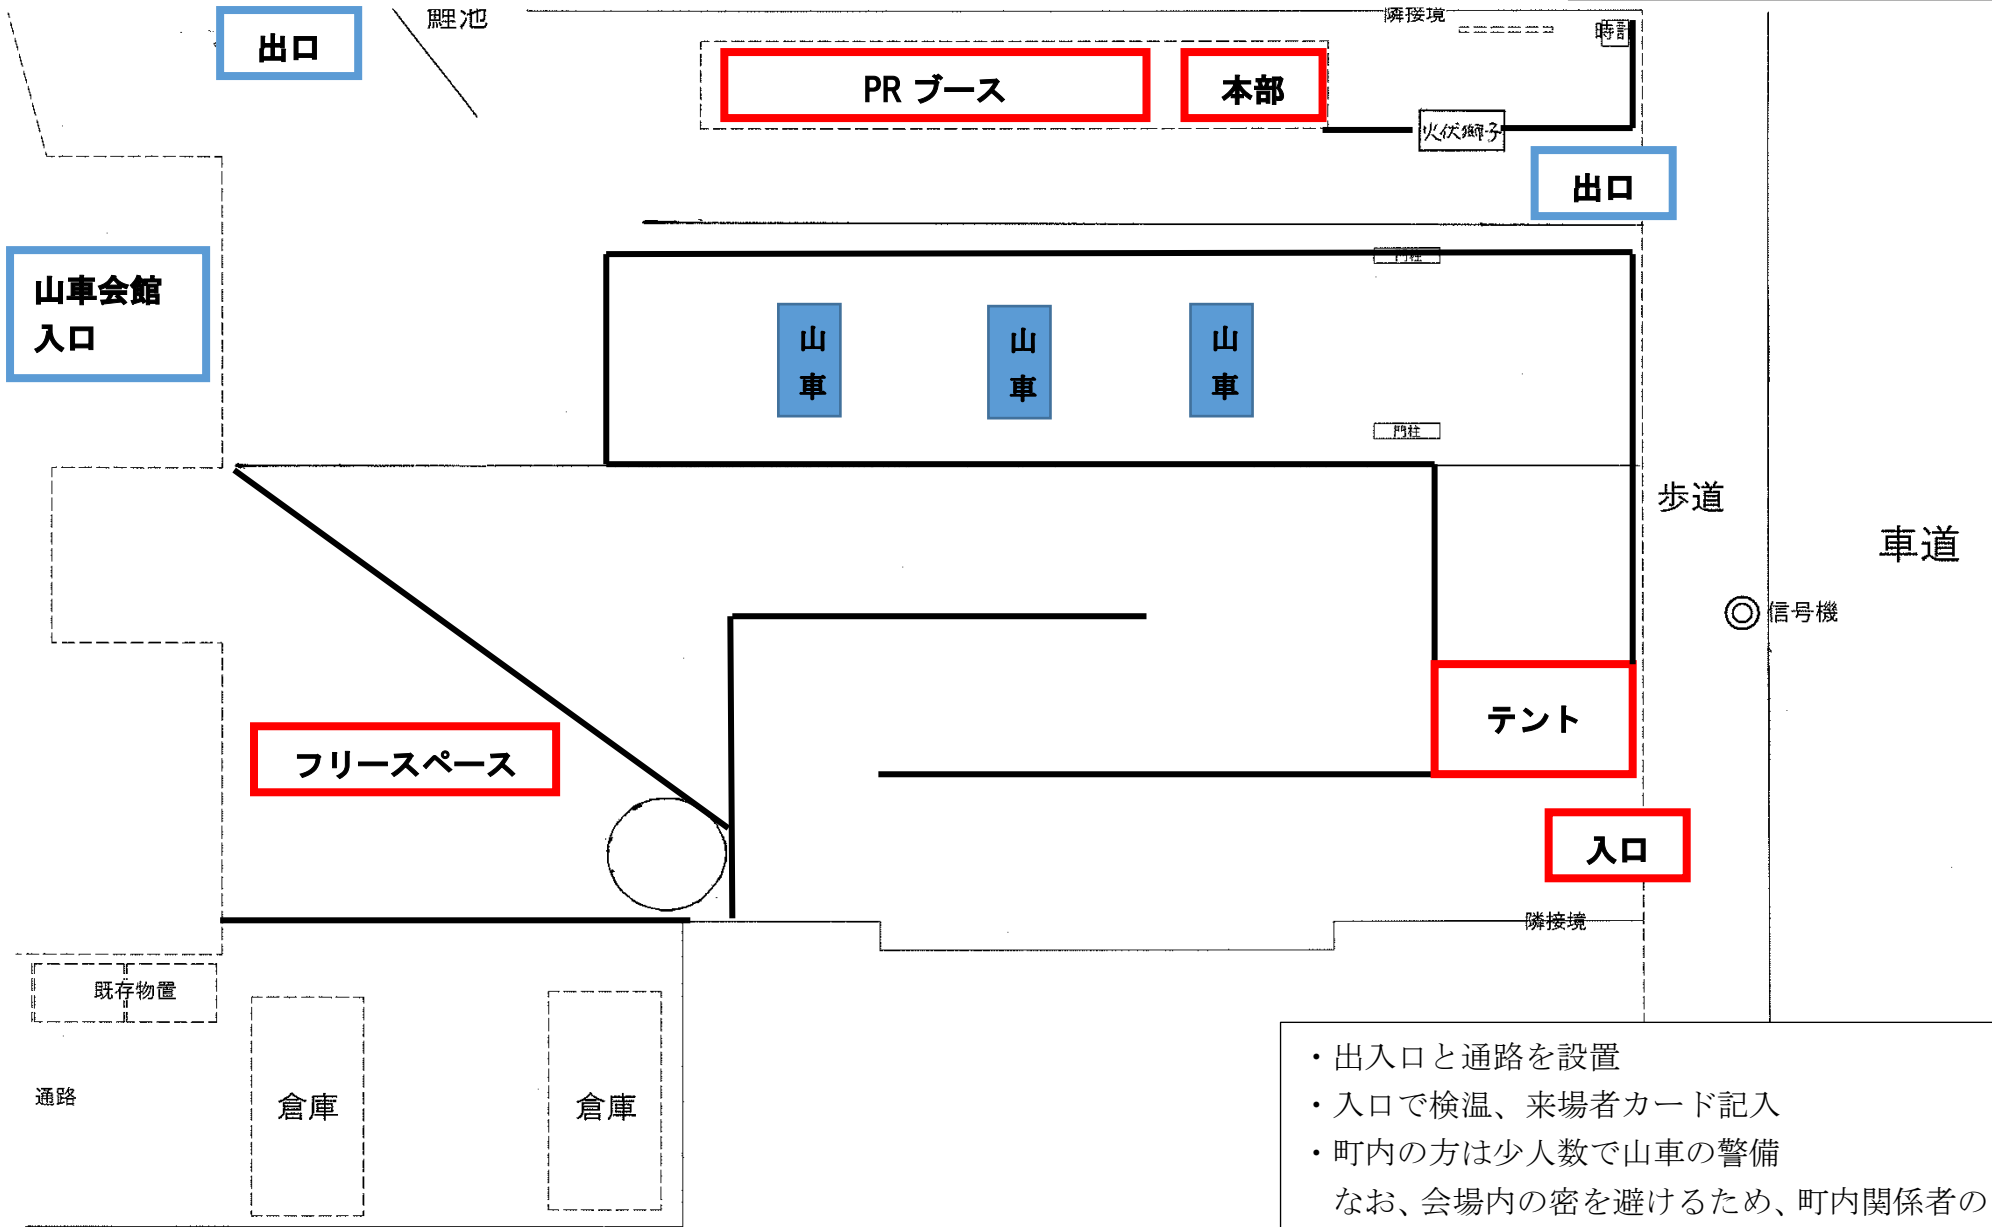 出口
鯉池
隣接境
時計
PR ブース
本部
火伏獅子
出口
門柱
山車会館
入口
山車
山車
山車
門柱
歩道
車道
信号機
テント
フリースペース
入口
隣接境
既存物置
通路
倉庫
倉庫
・出入口と通路を設置
・入口で検温、来場者カード記入
・町内の方は少人数で山車の警備
なお、会場内の密を避けるため、町内関係者の